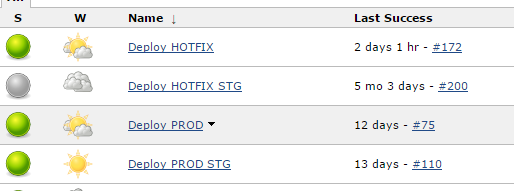 S W Name ↓ Last Success
Deploy HOTFIX 2 days 1 hr - #172
Deploy HOTFIX STG 5 mo 3 days - #200
Deploy PROD 12 days - #75
Deploy PROD STG 13 days - #110